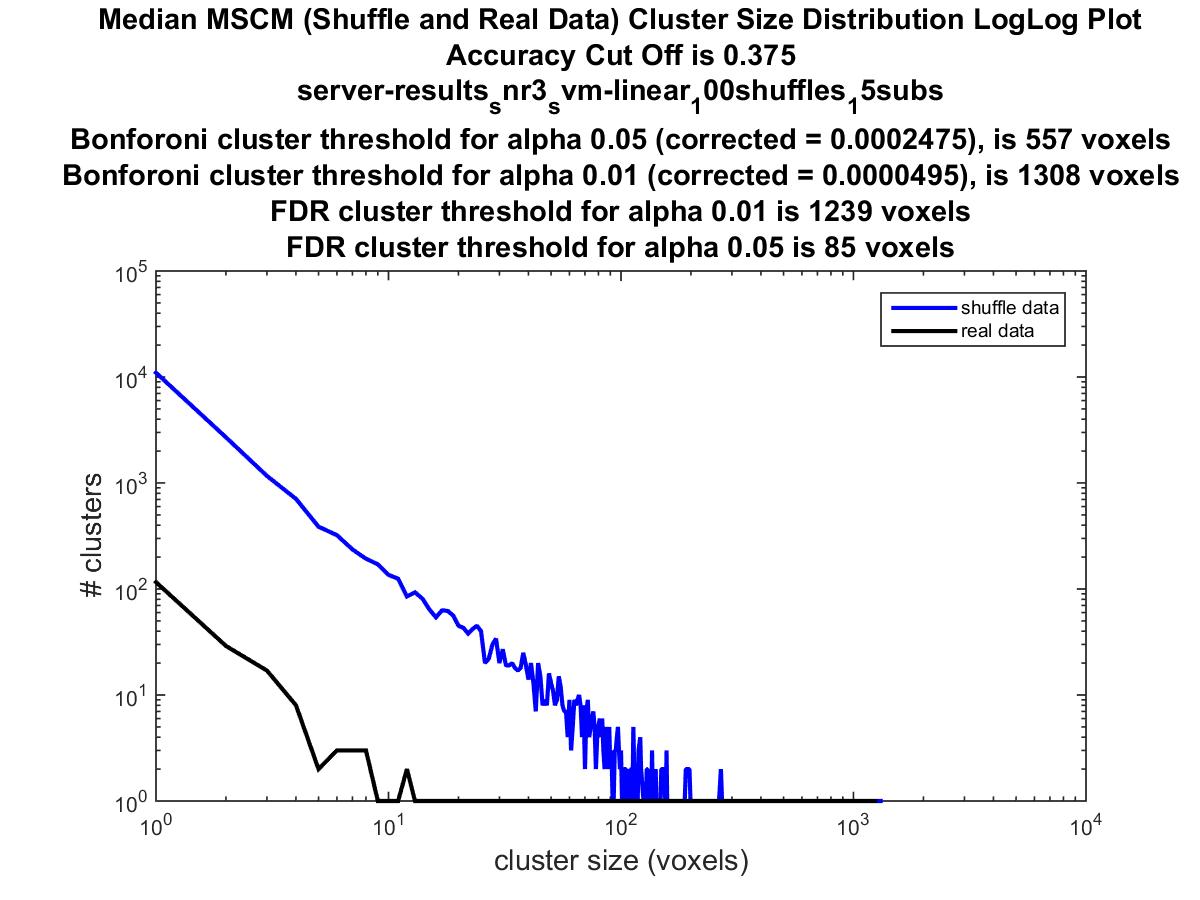 Median MSCM (Shuffle and Real Data) Cluster Size Distribution LogLog Plot
Accuracy Cut Off is 0.375
server-results_snr3_svm-linear_100shuffles_15subs
Bonforoni cluster threshold for alpha 0.05 (corrected = 0.0002475), is 557 voxels
Bonforoni cluster threshold for alpha 0.01 (corrected = 0.0000495), is 1308 voxels
FDR cluster threshold for alpha 0.01 is 1239 voxels
FDR cluster threshold for alpha 0.05 is 85 voxels
10^5
shuffle data
real data
10^4
10^3
# clusters
10^2
10^1
10^0
10^0 10^1 10^2 10^3 10^4
cluster size (voxels)